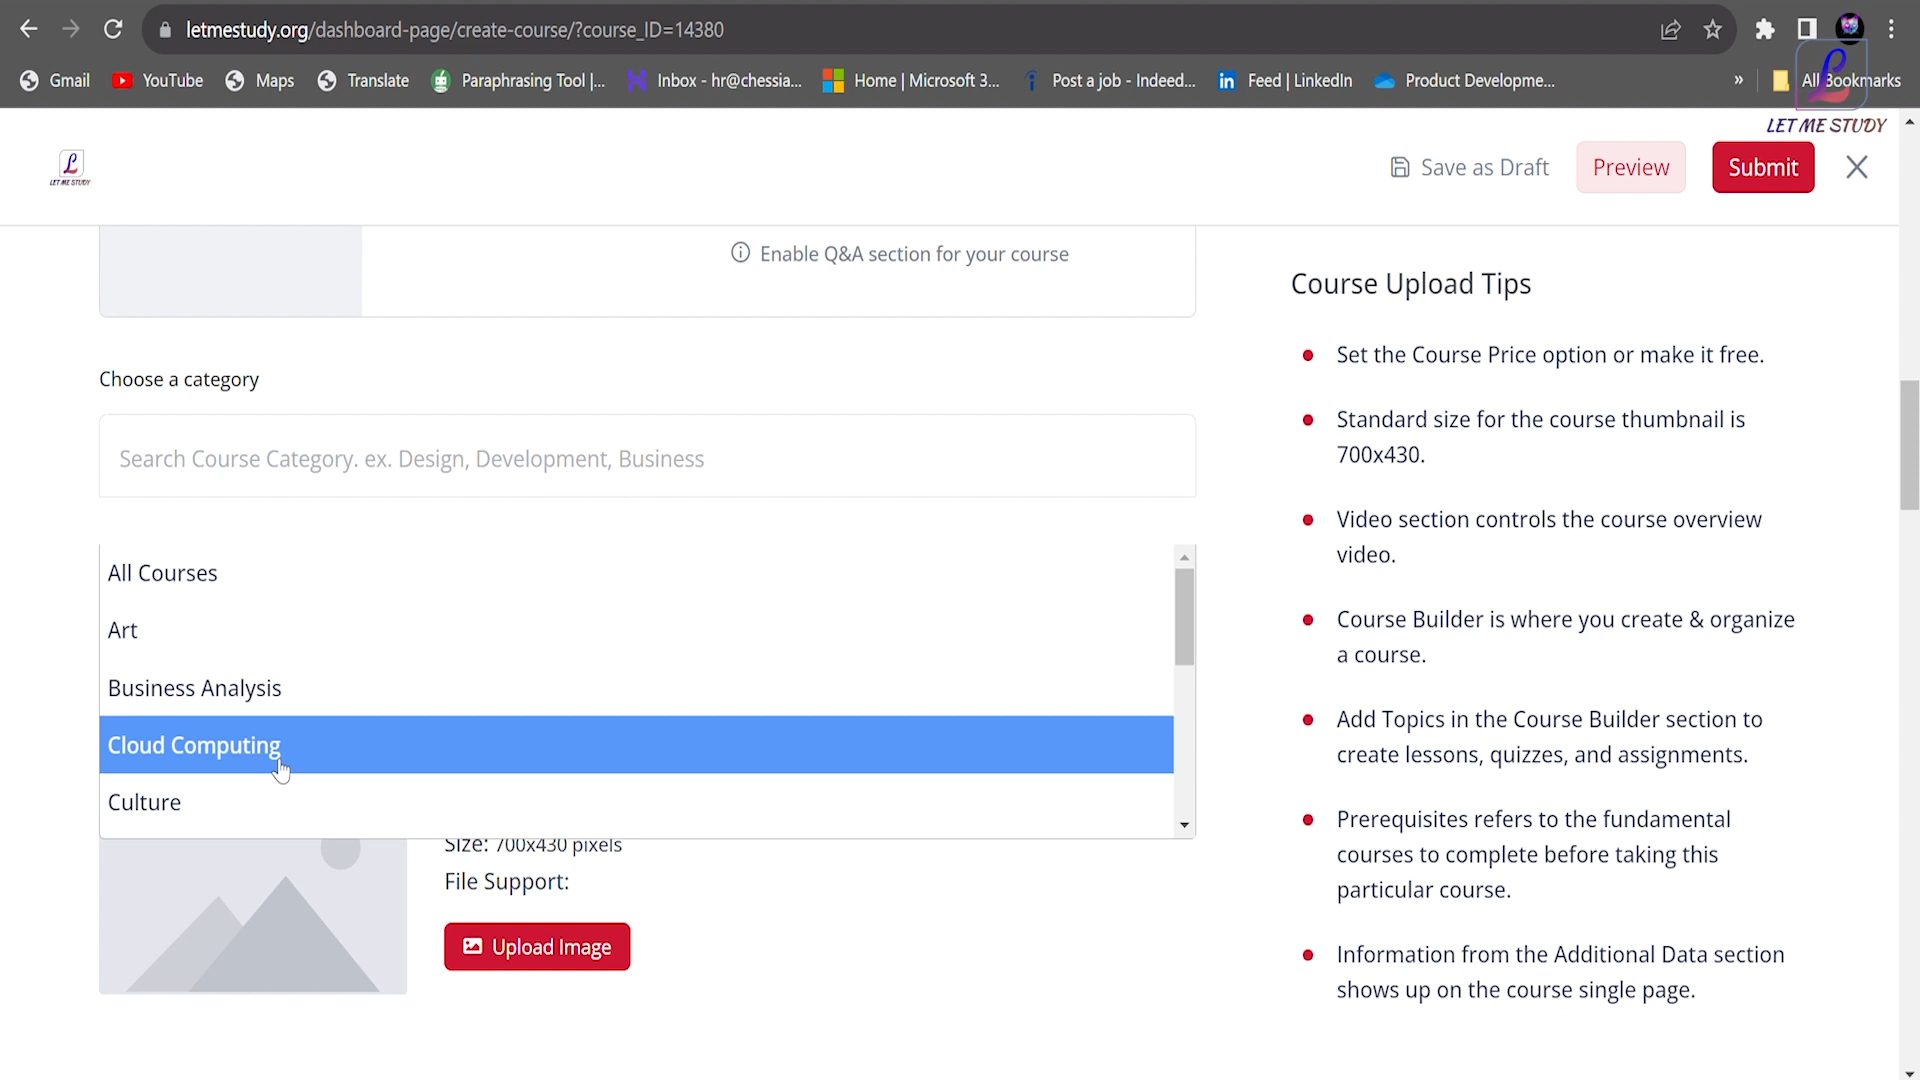 letmestudy.org/dashboard-page/create-course/?course_ID=14380
Gmail
YouTube
Maps
Translate
Paraphrasing Tool |...
Inbox - hr@chessia...
Home | Microsoft 3...
Post a job - Indeed...
Feed | LinkedIn
Product Developme...
»
All Bookmarks
LET ME STUDY
LET ME STUDY
Save as Draft
Preview
Submit
Enable Q&A section for your course
Choose a category
Search Course Category. ex. Design, Development, Business
All Courses
Art
Business Analysis
Cloud Computing
Culture
Size: 700x430 pixels
File Support:
Upload Image
Course Upload Tips
Set the Course Price option or make it free.
Standard size for the course thumbnail is
700x430.
Video section controls the course overview
video.
Course Builder is where you create & organize
a course.
Add Topics in the Course Builder section to
create lessons, quizzes, and assignments.
Prerequisites refers to the fundamental
courses to complete before taking this
particular course.
Information from the Additional Data section
shows up on the course single page.